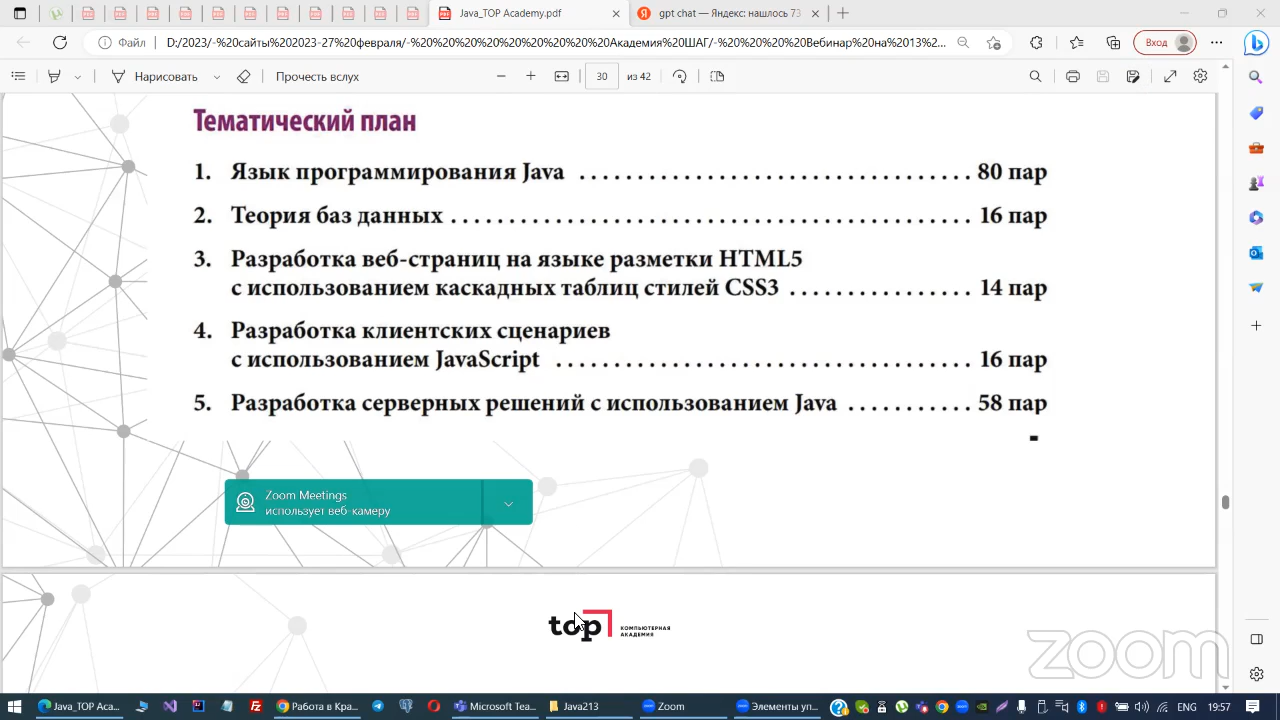 Java_TOP Academy.pdf
gpt chat — Яндекс: нашлось 73
Файл
D:/2023/-%20сайты%202023-27%20февраля/-%20%20%20%20%20%20%20%20%20Академия%20ШАГ/-%20%20%20%20Вебинар%20на%2013%2...
Вход
Нарисовать
Прочесть вслух
30
из 42
Тематический план
1. Язык программирования Java . . . . . . . . . . . . . . . . . . . . . . . . . . . . . . . 80 пар
2. Теория баз данных . . . . . . . . . . . . . . . . . . . . . . . . . . . . . . . . . . . . . . . . . 16 пар
3. Разработка веб-страниц на языке разметки HTML5
с использованием каскадных таблиц стилей CSS3 . . . . . . . . . . . . . . . 14 пар
4. Разработка клиентских сценариев
с использованием JavaScript . . . . . . . . . . . . . . . . . . . . . . . . . . . . . . . . . 16 пар
5. Разработка серверных решений с использованием Java . . . . . . . . . . 58 пар
Zoom Meetings
использует веб-камеру
top
КОМПЬЮТЕРНАЯ
АКАДЕМИЯ
zoom
Java_TOP Aca...
Работа в Кра...
Microsoft Tea...
Java213
Zoom
Элементы уп...
ENG
19:57